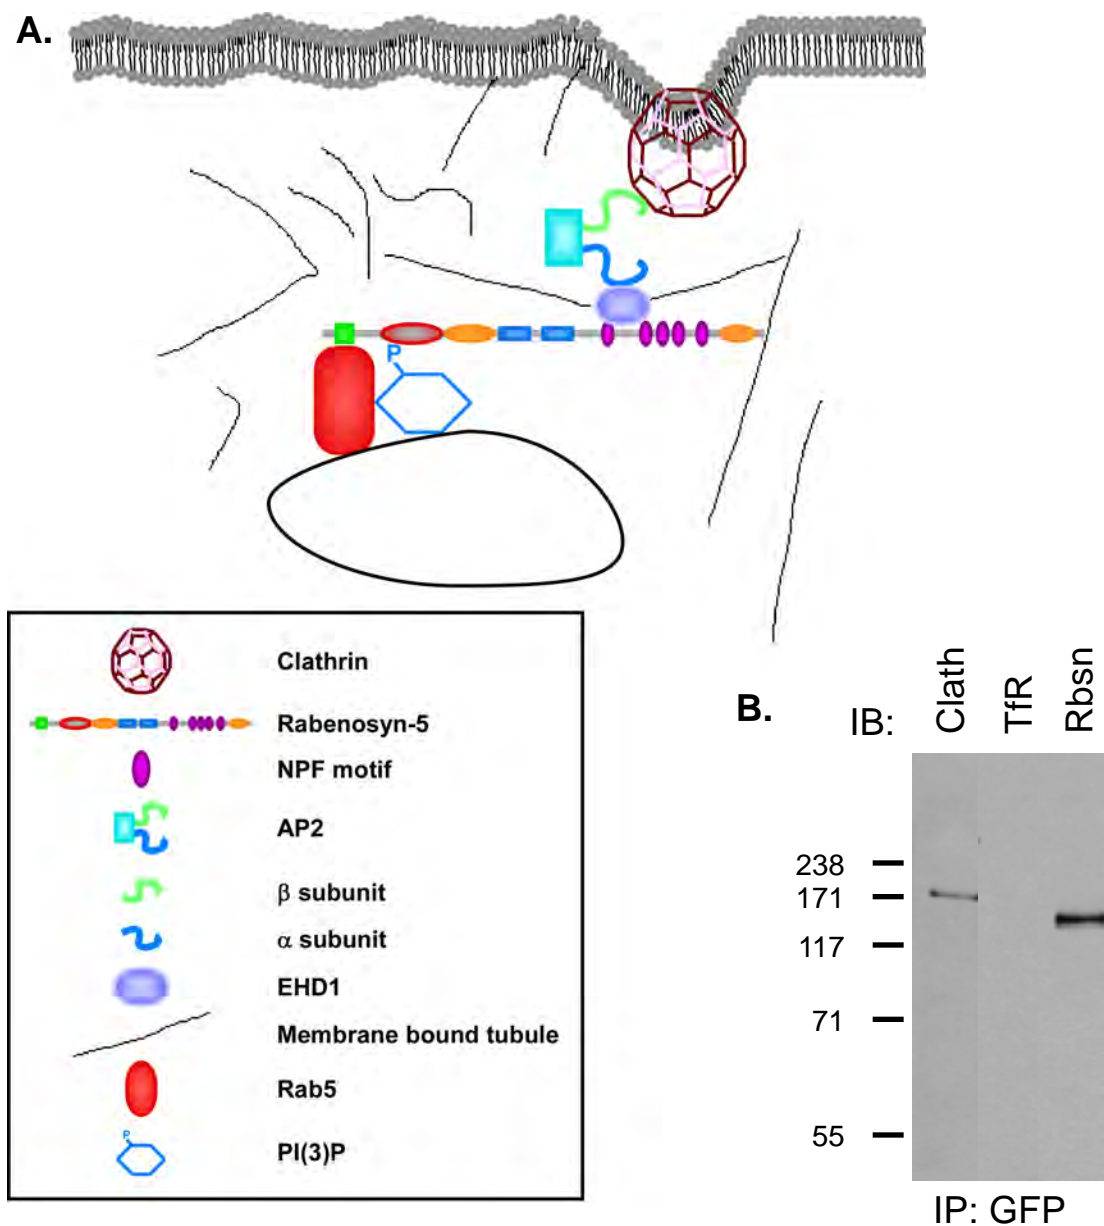 A.
P
Clathrin
Rabenosyn-5
NPF motif
AP2
β subunit
α subunit
EHD1
Membrane bound tubule
Rab5
P
PI(3)P
B.
IB:
Clath
TfR
Rbsn
238
171
117
71
55
IP: GFP